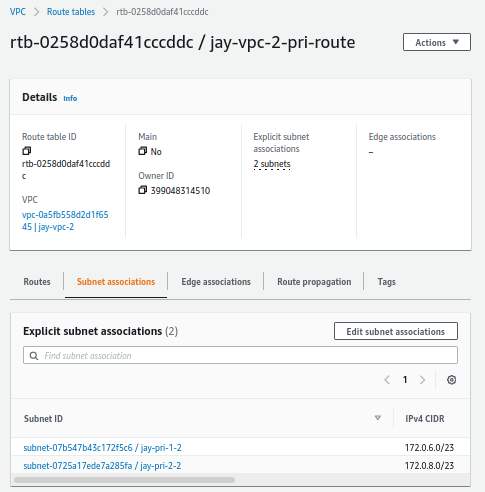 VPC > Route tables > rtb-0258d0daf41cccddc
rtb-0258d0daf41cccddc / jay-vpc-2-pri-route
Actions
Details Info
Route table ID
rtb-0258d0daf41cccdd
c
Main
No
Explicit subnet
associations
2 subnets
Edge associations
–
VPC
vpc-0a5fb558d2d1f65
45 | jay-vpc-2
Owner ID
399048314510
Routes
Subnet associations
Edge associations
Route propagation
Tags
Explicit subnet associations (2)
Edit subnet associations
Find subnet association
1
Subnet ID
IPv4 CIDR
subnet-07b547b43c172f5c6 / jay-pri-1-2
172.0.6.0/23
subnet-0725a17ede7a285fa / jay-pri-2-2
172.0.8.0/23